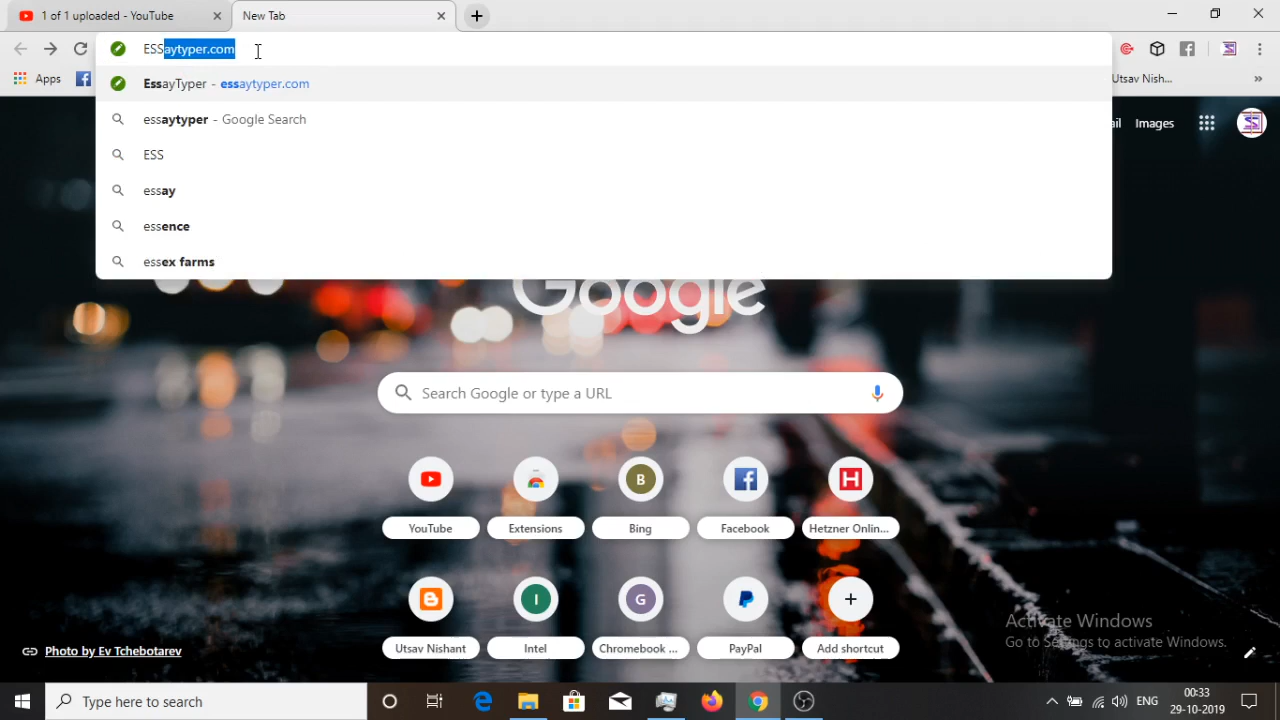 1 of 1 uploaded - YouTube
New Tab
ESSaytyper.com
Utsav Nish...
»
EssayTyper - essaytyper.com
essaytyper - Google Search
ESS
essay
essence
essex farms
Apps
ail
Images
Google
Search Google or type a URL
B
H
YouTube
Extensions
Bing
Facebook
Hetzner Onlin...
I
G
Utsav Nishant
Intel
Chromebook ...
PayPal
Add shortcut
Activate Windows
Go to Settings to activate Windows.
Photo by Ev Tchebotarev
Type here to search
ENG
00:33
29-10-2019